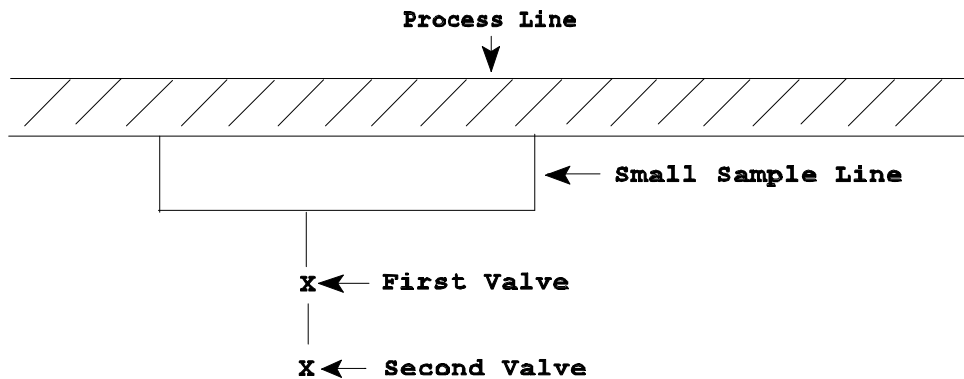 Process Line
Small Sample Line
X First Valve
X Second Valve